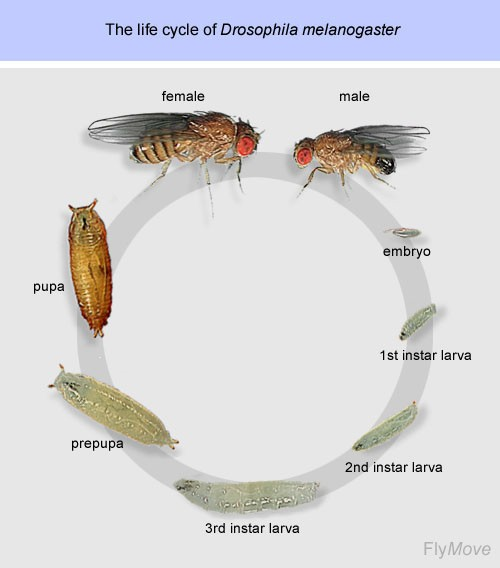 The life cycle of Drosophila melanogaster
female
male
embryo
1st instar larva
2nd instar larva
3rd instar larva
prepupa
pupa
FlyMove